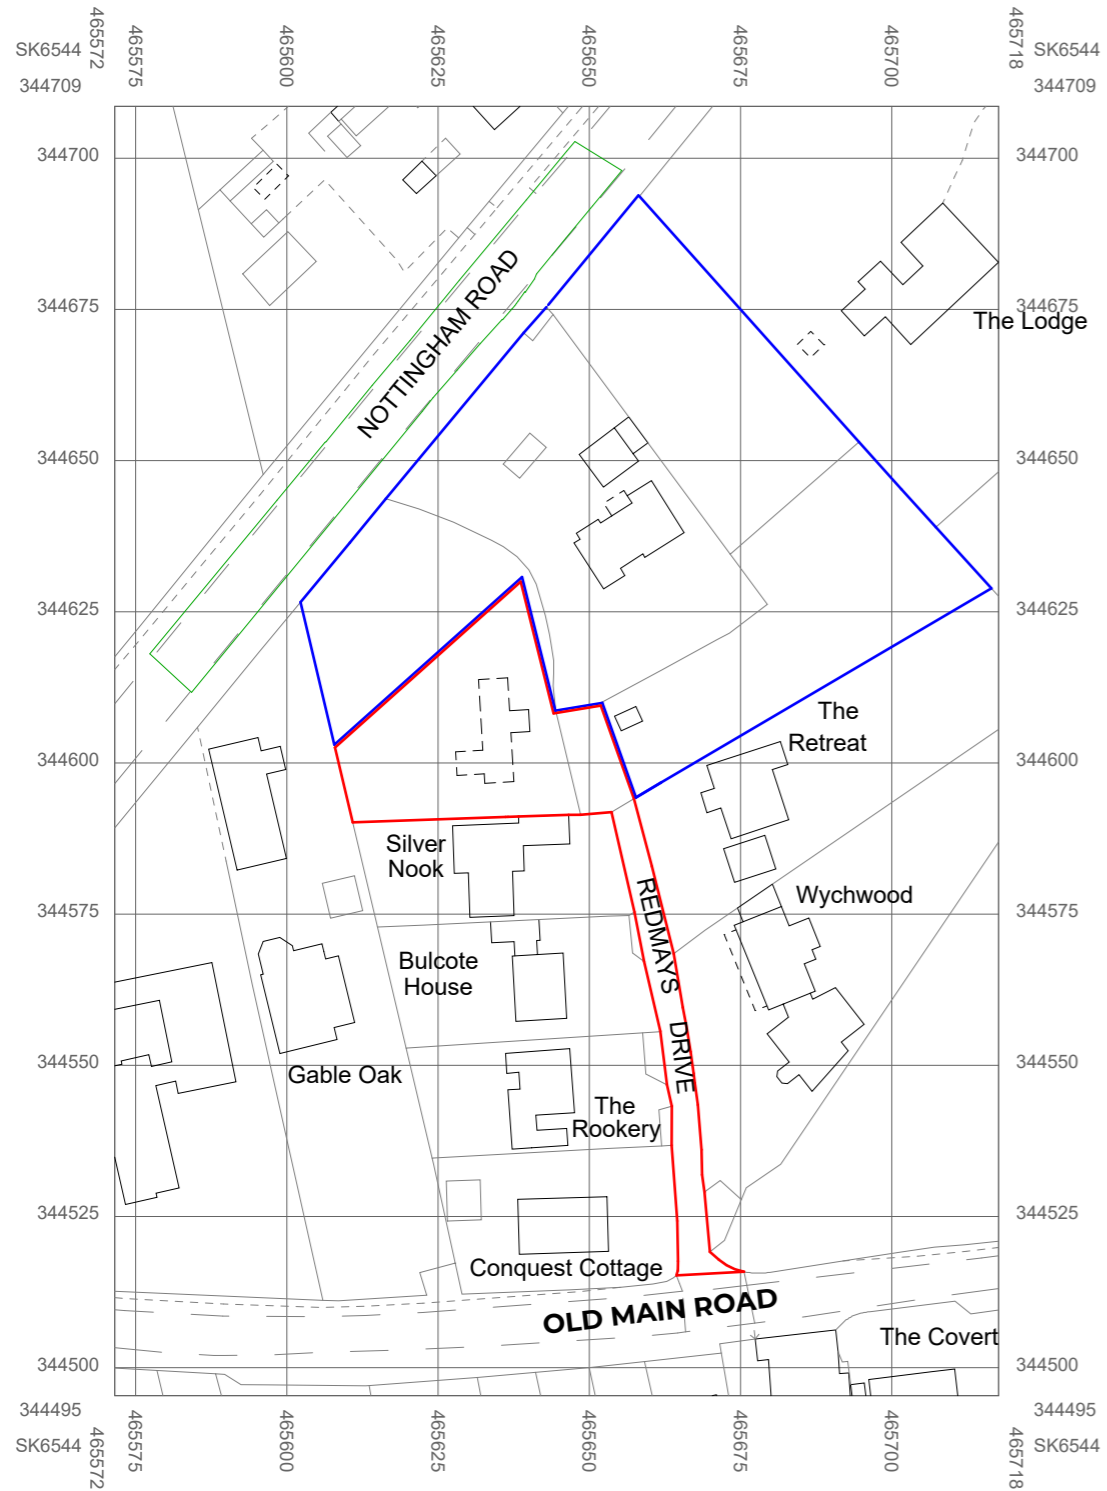 465572
465575
465600
465625
465650
465675
465700
465718
SK6544
SK6544
344709
344709
344700
344700
NOTTINGHAM ROAD
344675
344675
The Lodge
344650
344650
344625
344625
The
Retreat
344600
344600
Silver
Nook
REDMAYS DRIVE
Wychwood
344575
344575
Bulcote
House
344550
344550
Gable Oak
The
Rookery
344525
344525
Conquest Cottage
OLD MAIN ROAD
The Covert
344500
344500
344495
344495
SK6544
SK6544
465572
465575
465600
465625
465650
465675
465700
465718